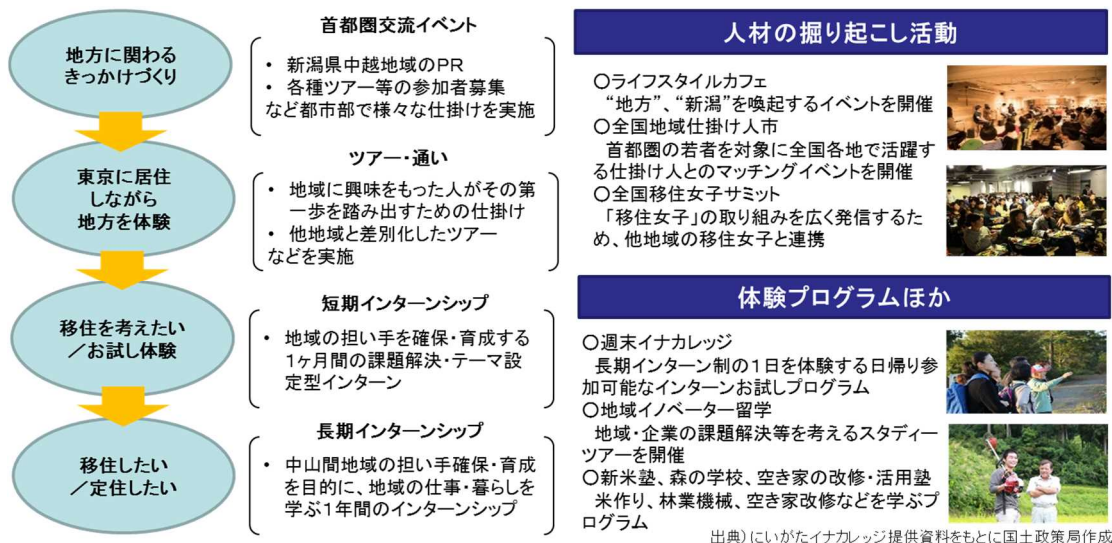 地方に関わる
きっかけづくり
首都圏交流イベント
・ 新潟県中越地域のPR
・ 各種ツアー等の参加者募集
など都市部で様々な仕掛けを実施
東京に居住
しながら
地方を体験
ツアー・通い
・ 地域に興味をもった人がその第
一歩を踏み出すための仕掛け
・ 他地域と差別化したツアー
などを実施
移住を考えたい
／お試し体験
短期インターンシップ
・ 地域の担い手を確保・育成する
1ヶ月間の課題解決・テーマ設
定型インターン
移住したい
／定住したい
長期インターンシップ
・ 中山間地域の担い手確保・育成
を目的に、地域の仕事・暮らしを
学ぶ1年間のインターンシップ
人材の掘り起こし活動
○ライフスタイルカフェ
“地方”、“新潟”を喚起するイベントを開催
○全国地域仕掛け人市
首都圏の若者を対象に全国各地で活躍す
る仕掛け人とのマッチングイベントを開催
○全国移住女子サミット
「移住女子」の取り組みを広く発信するた
め、他地域の移住女子と連携
体験プログラムほか
○週末イナカレッジ
長期インターン制の1日を体験する日帰り参
加可能なインターンお試しプログラム
○地域イノベーター留学
地域・企業の課題解決等を考えるスタディー
ツアーを開催
○新米塾、森の学校、空き家の改修・活用塾
米作り、林業機械、空き家改修などを学ぶプ
ログラム
出典）にいがたイナカレッジ提供資料をもとに国土政策局作成